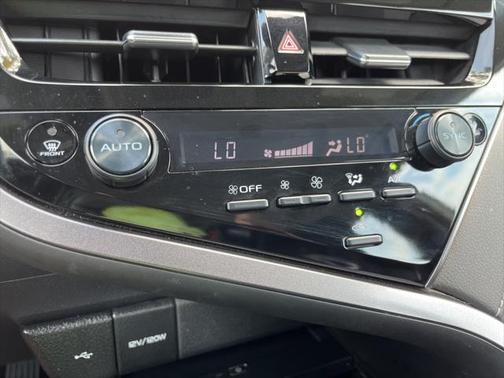 FRONT
AUTO
LO
LO
SYNC
OFF
A/C
12V/120W